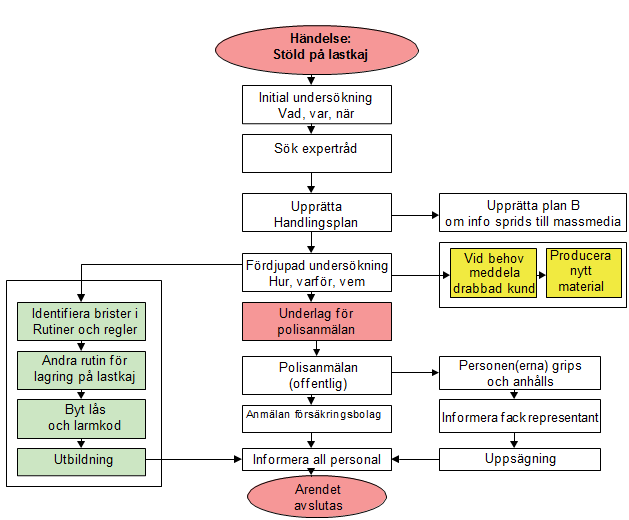 Händelse:
Stöld på lastkaj
Initial undersökning
Vad, var, när
Sök expertråd
Upprätta
Handlingsplan
Upprätta plan B
om info sprids till massmedia
Fördjupad undersökning
Hur, varför, vem
Vid behov
meddela
drabbad kund
Producera
nytt
material
Identifiera brister i
Rutiner och regler
Underlag för
polisanmälan
Andra rutin för
lagring på lastkaj
Polisanmälan
(offentlig)
Personen(erna) grips
och anhålls
Byt lås
och larmkod
Anmälan försäkringsbolag
Informera fack representant
Utbildning
Informera all personal
Uppsägning
Arendet
avslutas